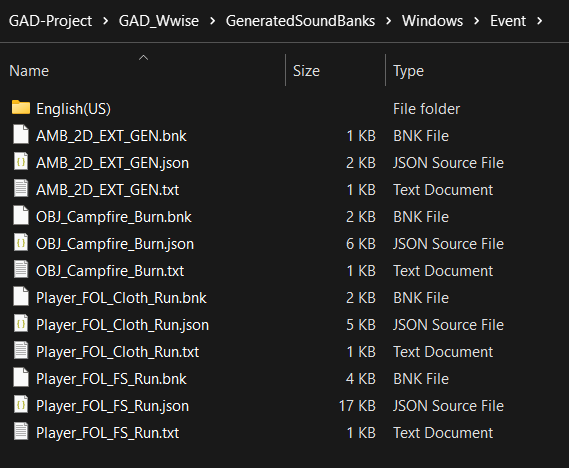 GAD-Project > GAD_Wwise > GeneratedSoundBanks > Windows > Event >
Name Size Type
English(US) File folder
AMB_2D_EXT_GEN.bnk 1 KB BNK File
AMB_2D_EXT_GEN.json 2 KB JSON Source File
AMB_2D_EXT_GEN.txt 1 KB Text Document
OBJ_Campfire_Burn.bnk 2 KB BNK File
OBJ_Campfire_Burn.json 6 KB JSON Source File
OBJ_Campfire_Burn.txt 1 KB Text Document
Player_FOL_Cloth_Run.bnk 2 KB BNK File
Player_FOL_Cloth_Run.json 5 KB JSON Source File
Player_FOL_Cloth_Run.txt 1 KB Text Document
Player_FOL_FS_Run.bnk 4 KB BNK File
Player_FOL_FS_Run.json 17 KB JSON Source File
Player_FOL_FS_Run.txt 1 KB Text Document